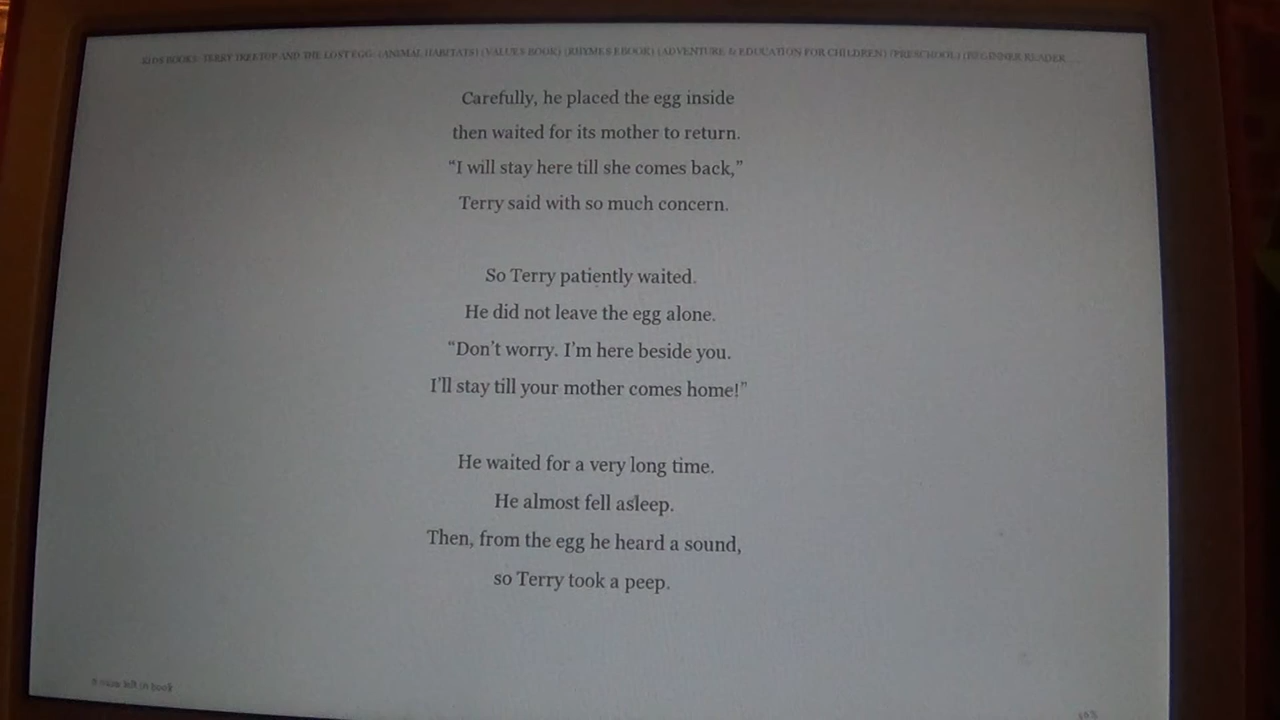 KIDS BOOKS: TERRY TREETOP AND THE LOST EGG: (ANIMAL HABITATS) (VALUES BOOK) (RHYMES EBOOK) (ADVENTURE & EDUCATION FOR CHILDREN) (PRESCHOOL) (BEGINNER READER
Carefully, he placed the egg inside
then waited for its mother to return.
“I will stay here till she comes back,”
Terry said with so much concern.
So Terry patiently waited.
He did not leave the egg alone.
“Don’t worry. I’m here beside you.
I’ll stay till your mother comes home!”
He waited for a very long time.
He almost fell asleep.
Then, from the egg he heard a sound,
so Terry took a peep.
left in book